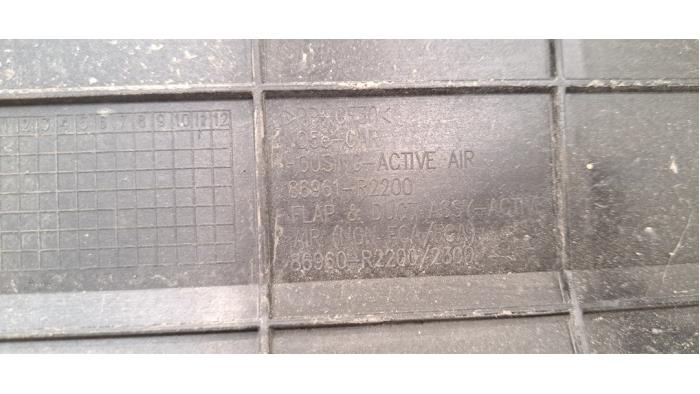 1 2 3 4 5 6 7 8 9 10 11 12
HOUSING-ACTIVE AIR
86961-R2200
FLAP & DUCT ASSY-ACTIVE
AIR
86960-R2200/2300